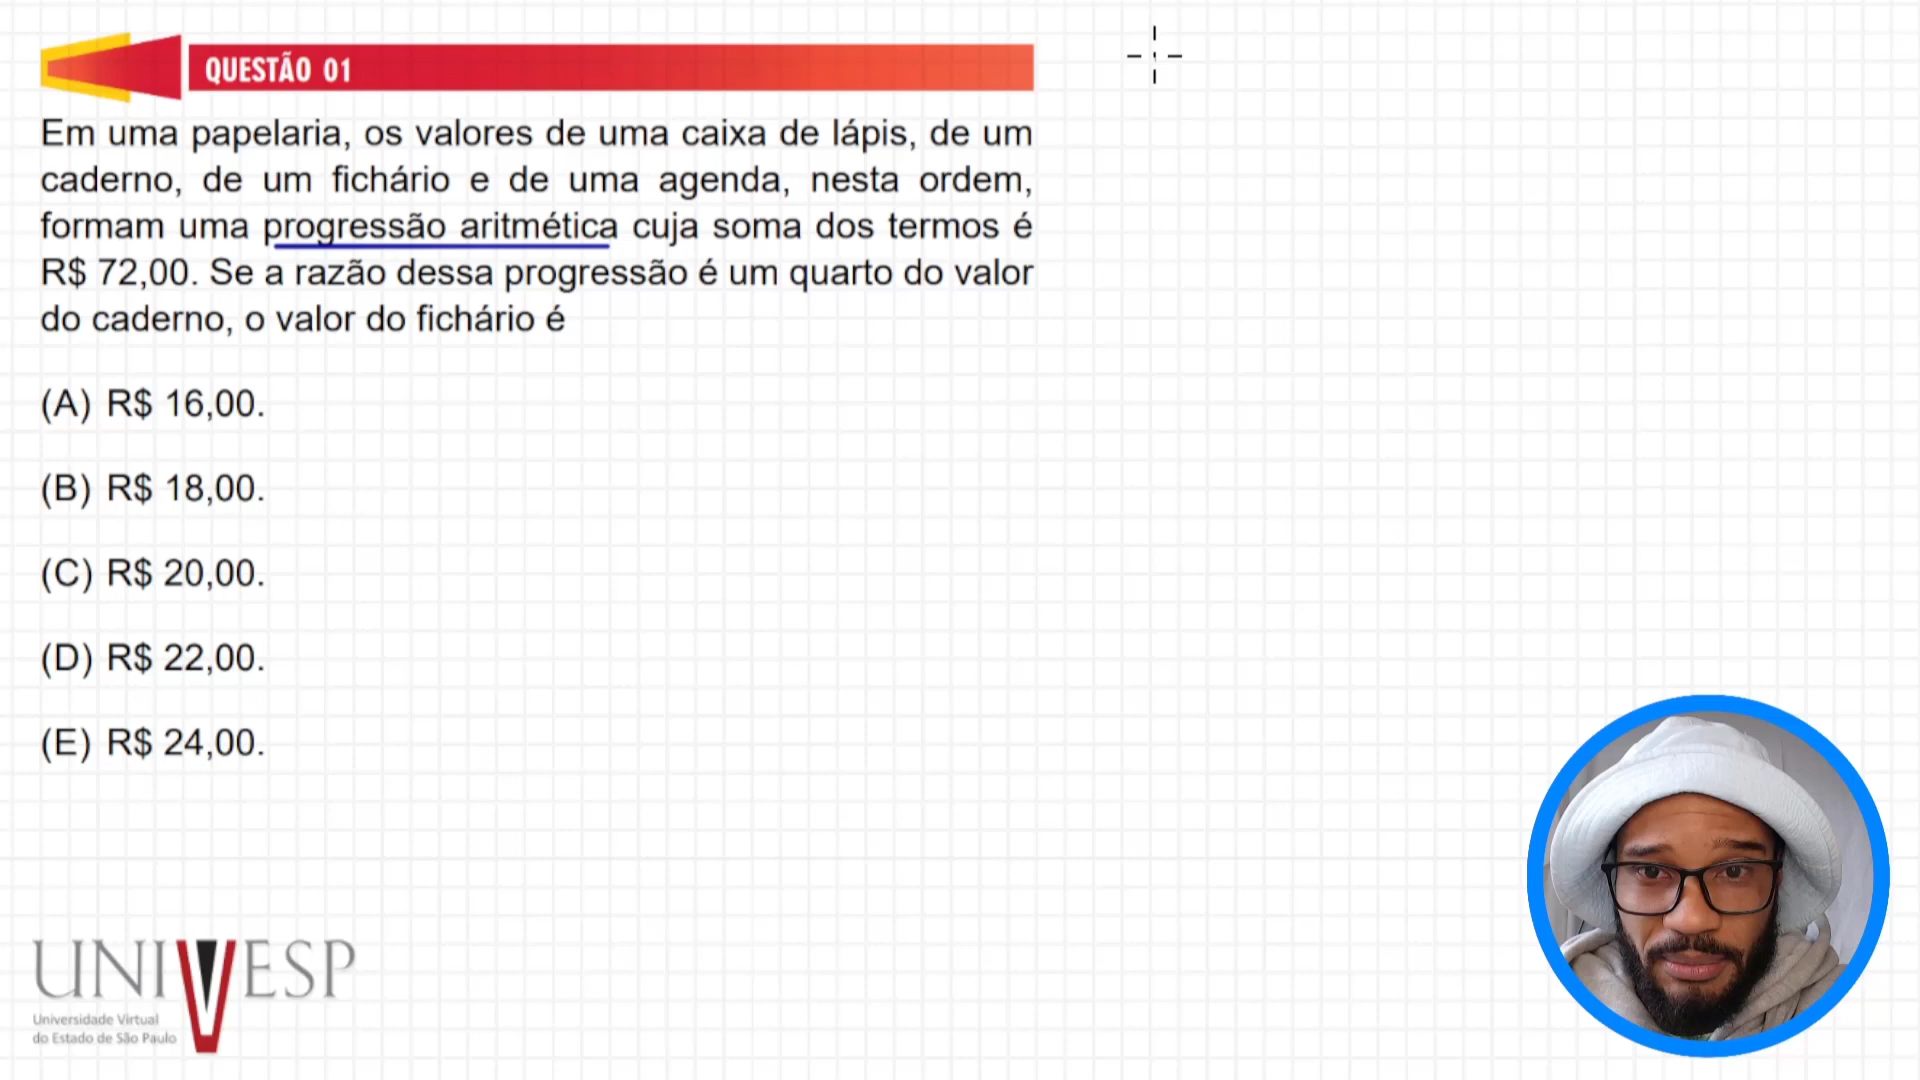 QUESTÃO 01
Em uma papelaria, os valores de uma caixa de lápis, de um
caderno, de um fichário e de uma agenda, nesta ordem,
formam uma progressão aritmética cuja soma dos termos é
R$ 72,00. Se a razão dessa progressão é um quarto do valor
do caderno, o valor do fichário é
(A) R$ 16,00.
(B) R$ 18,00.
(C) R$ 20,00.
(D) R$ 22,00.
(E) R$ 24,00.
UNIVESP
Universidade Virtual
do Estado de São Paulo